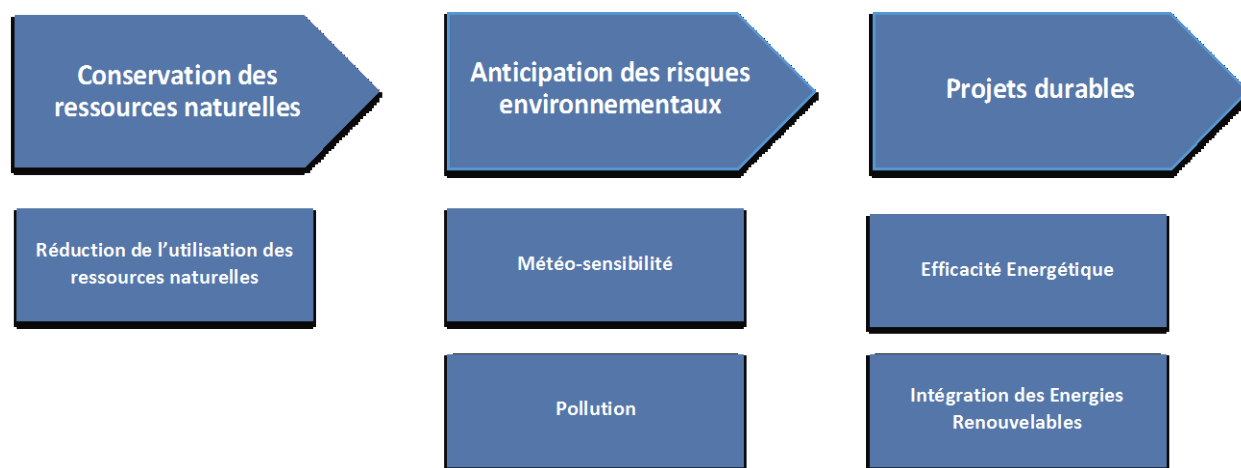 Conservation des
ressources naturelles
Anticipation des risques
environnementaux
Projets durables
Réduction de l’utilisation des
ressources naturelles
Météo-sensibilité
Efficacité Energétique
Pollution
Intégration des Energies
Renouvelables